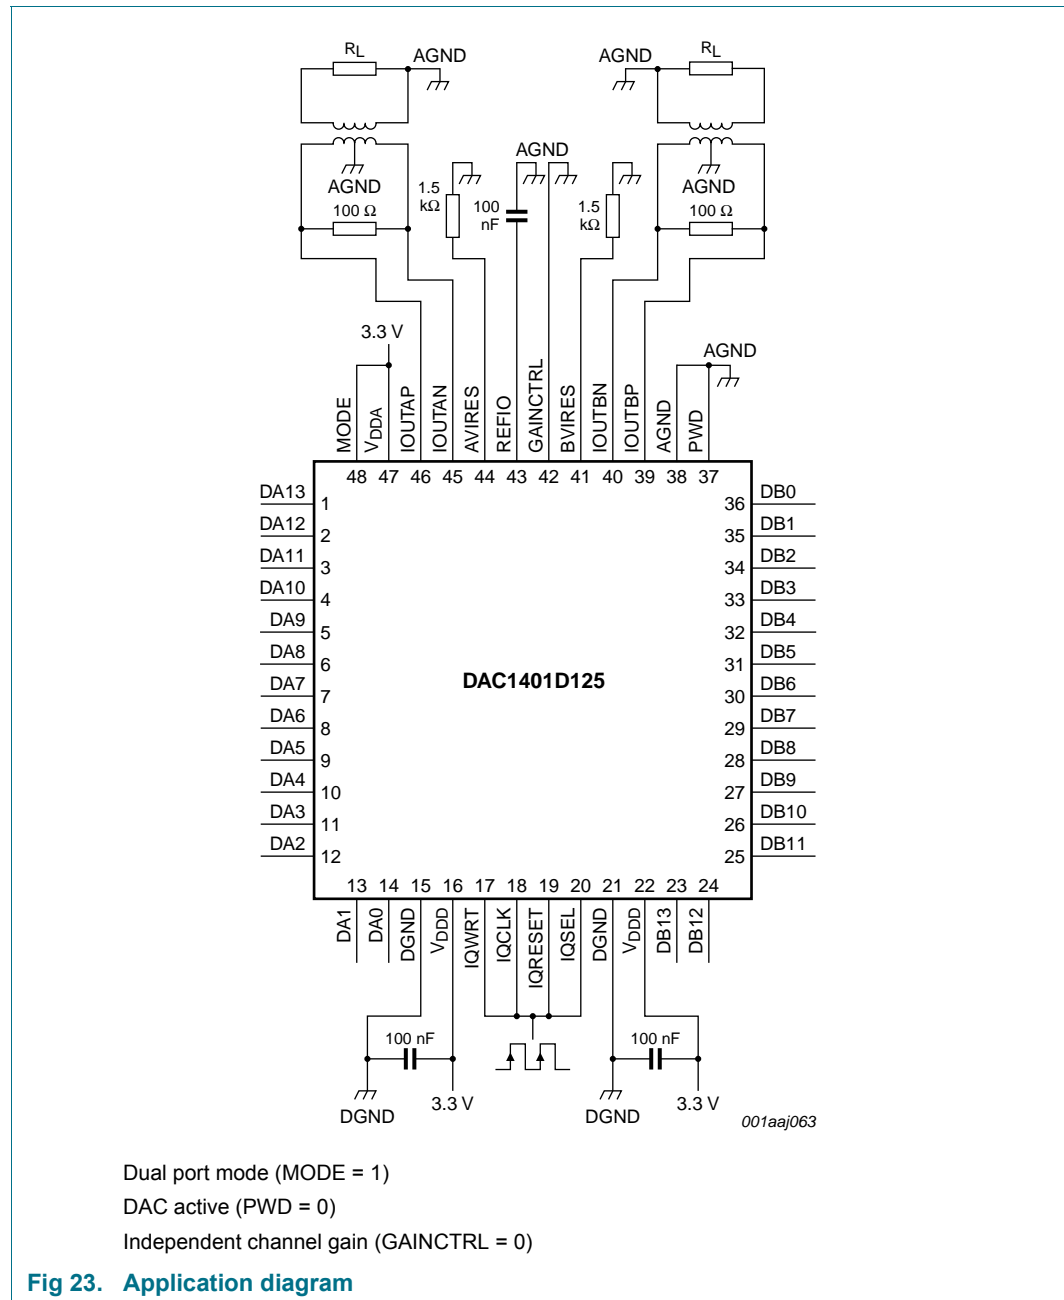 RL AGND AGND RL
AGND
AGND AGND
100 Ω 1.5 kΩ 100 nF 1.5 kΩ 100 Ω
3.3 V
AGND
MODE VDDA IOUTAP IOUTAN AVIRES REFIO GAINCTRL BVIRES IOUTBN IOUTBP AGND PWD
48 47 46 45 44 43 42 41 40 39 38 37
DA13 1 36 DB0
DA12 2 35 DB1
DA11 3 34 DB2
DA10 4 33 DB3
DA9 5 32 DB4
DA8 6 31 DB5
DAC1401D125
DA7 7 30 DB6
DA6 8 29 DB7
DA5 9 28 DB8
DA4 10 27 DB9
DA3 11 26 DB10
DA2 12 25 DB11
13 14 15 16 17 18 19 20 21 22 23 24
DA1 DA0 DGND VDDD IQWRT IQCLK IQRESET IQSEL DGND VDDD DB13 DB12
100 nF 100 nF
DGND 3.3 V DGND 3.3 V
001aaj063
Dual port mode (MODE = 1)
DAC active (PWD = 0)
Independent channel gain (GAINCTRL = 0)
Fig 23. Application diagram